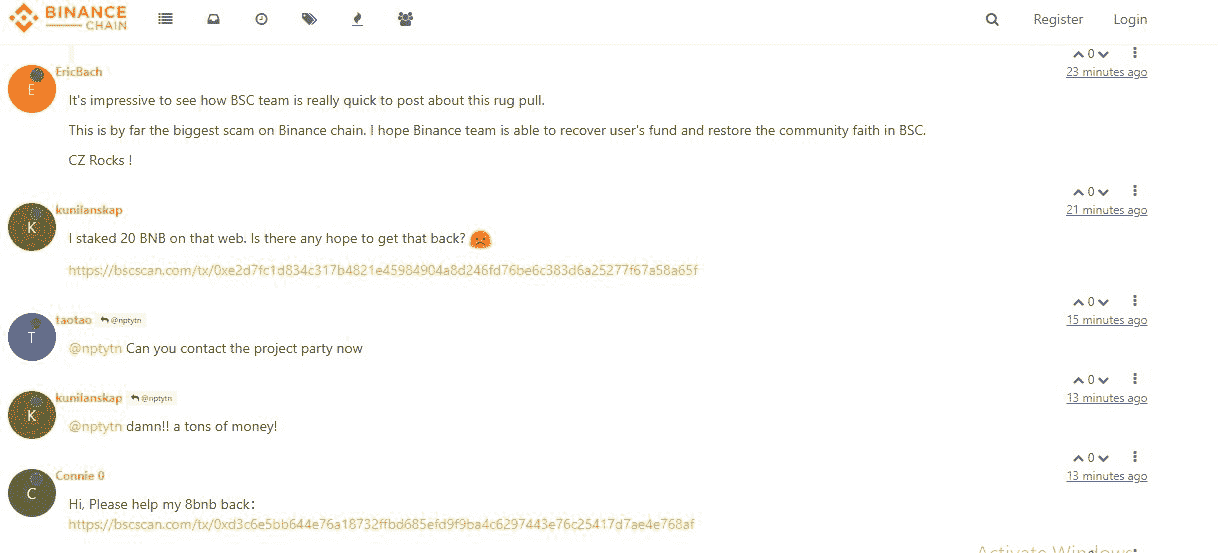 BINANCE
CHAIN
Register
Login
0
23 minutes ago
E
EricBach
It's impressive to see how BSC team is really quick to post about this rug pull.
This is by far the biggest scam on Binance chain. I hope Binance team is able to recover user's fund and restore the community faith in BSC.
CZ Rocks !
0
21 minutes ago
K
kunilanskap
I staked 20 BNB on that web. Is there any hope to get that back?
https://bscscan.com/tx/0xe2d7fc1d834c317b4821e45984904a8d246fd76be6c383d6a25277f67a58a65f
0
15 minutes ago
T
taotao @nptytn
@nptytn Can you contact the project party now
0
13 minutes ago
K
kunilanskap @nptytn
@nptytn damn!! a tons of money!
0
13 minutes ago
C
Connie 0
Hi, Please help my 8bnb back：
https://bscscan.com/tx/0xd3c6e5bb644e76a18732ffbd685efd9f9ba4c6297443e76c25417d7ae4e768af
Activate Windows